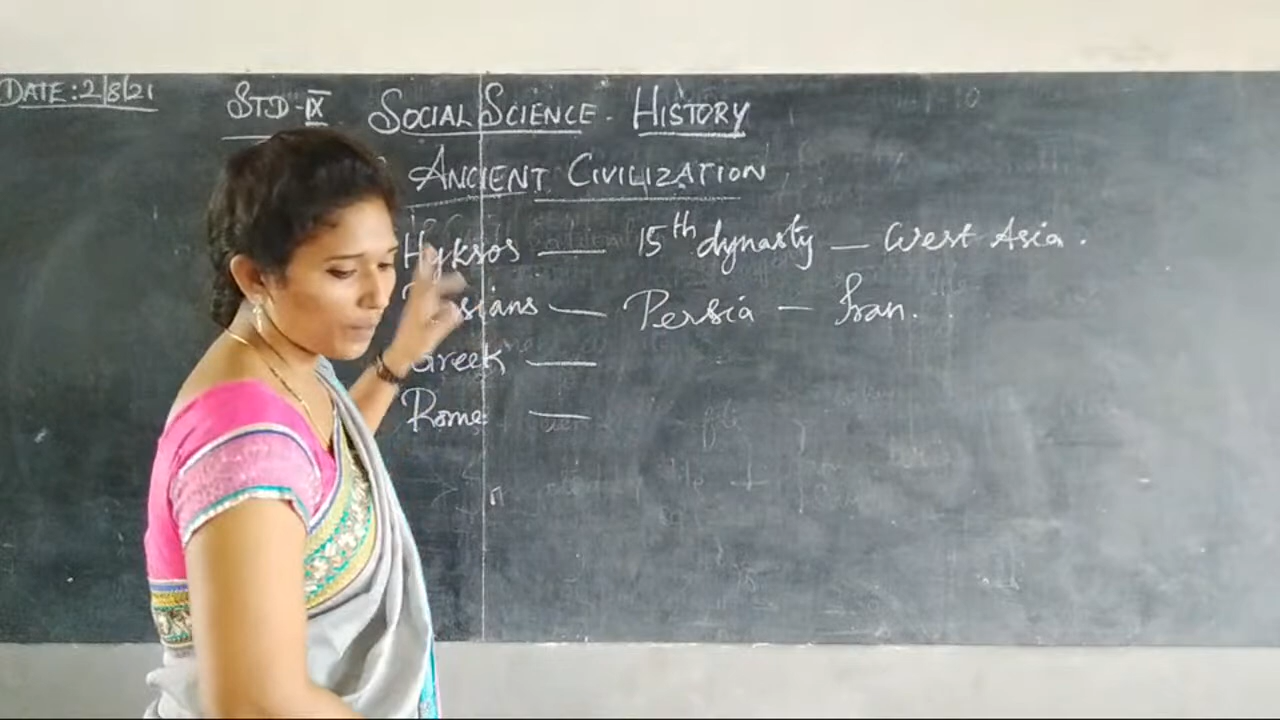 DATE: 2/8/21
STD - IX SOCIAL SCIENCE - HISTORY
ANCIENT CIVILIZATION
Hyksos — 15th dynasty — West Asia.
Persia — Iran.
Greek —
Rome —